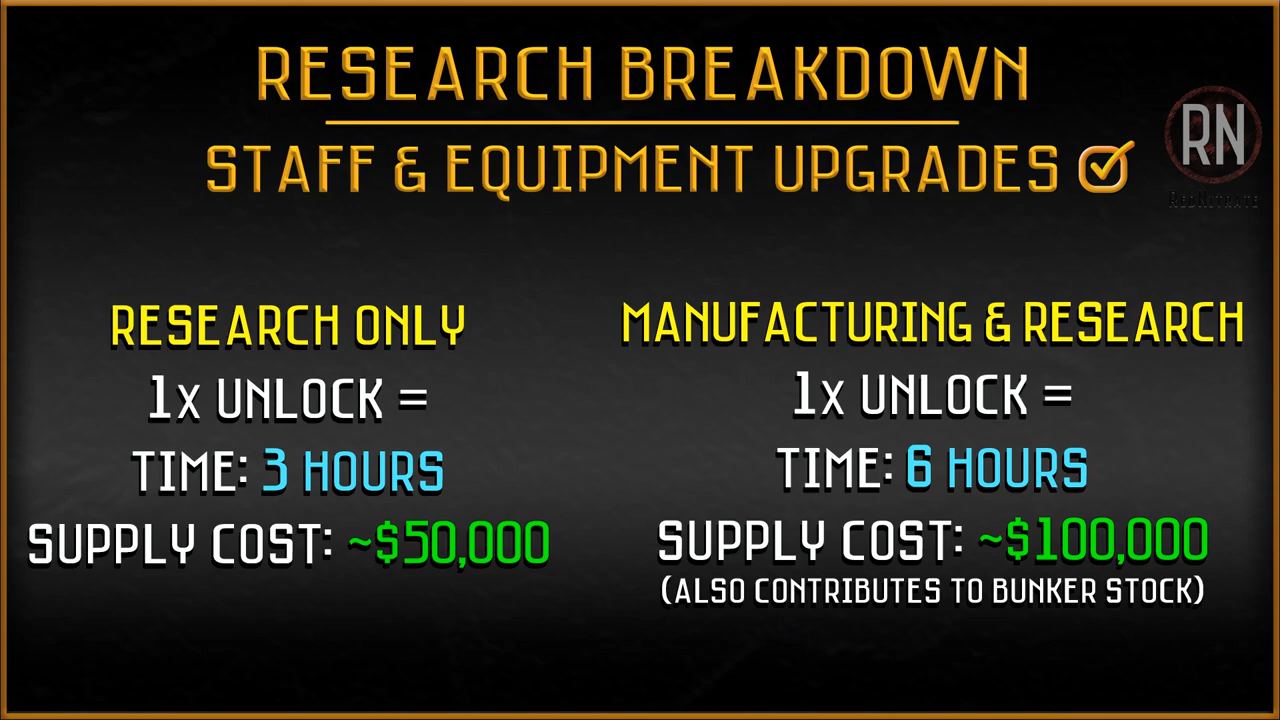 RESEARCH BREAKDOWN
STAFF & EQUIPMENT UPGRADES
RN
REDNITRATE
RESEARCH ONLY
1x UNLOCK =
TIME: 3 HOURS
SUPPLY COST: ~$50,000
MANUFACTURING & RESEARCH
1x UNLOCK =
TIME: 6 HOURS
SUPPLY COST: ~$100,000
(ALSO CONTRIBUTES TO BUNKER STOCK)